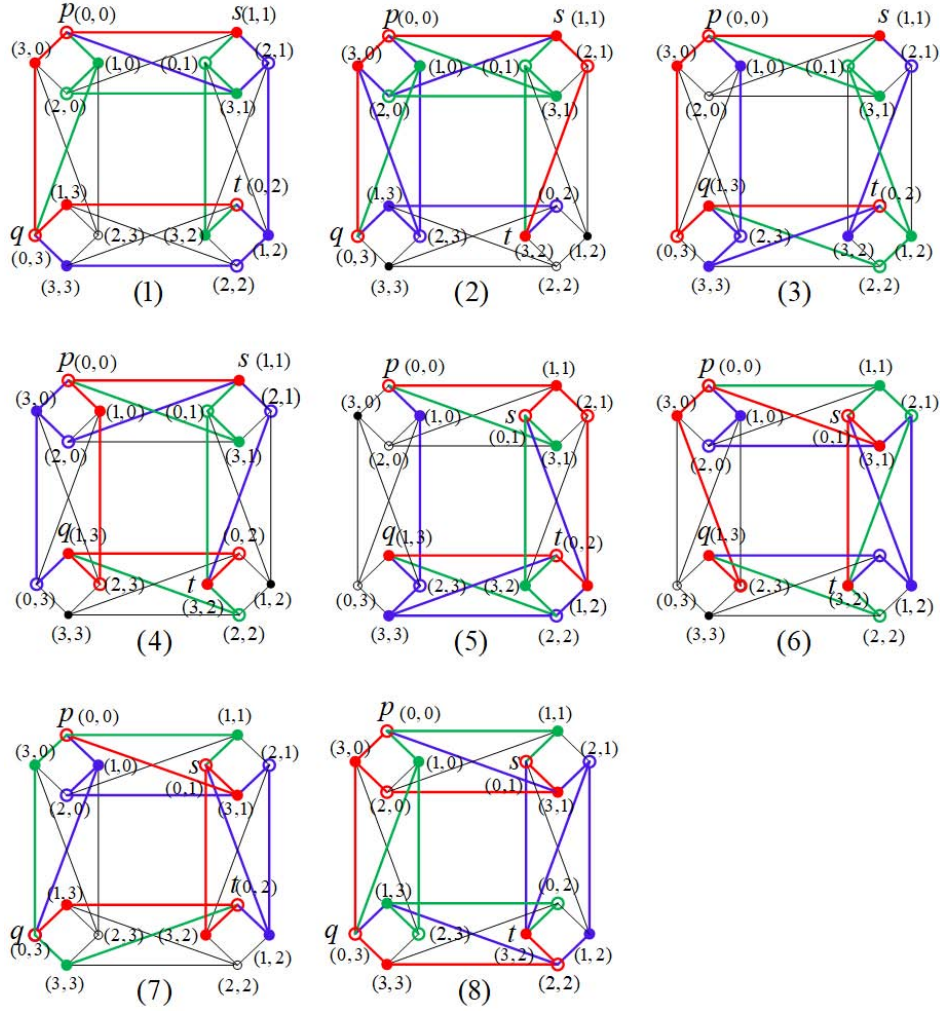 p (0, 0) s (1, 1)
(3, 0) (1, 0) (0, 1) (2, 1)
(2, 0) (3, 1)
(1, 3) t (0, 2)
q (2, 3) (3, 2) (1, 2)
(0, 3)
(3, 3) (2, 2)
(1)
p (0, 0) s (1, 1)
(3, 0) (1, 0) (0, 1) (2, 1)
(2, 0) (3, 1)
(1, 3) (0, 2)
q (2, 3) t (1, 2)
(0, 3) (3, 2)
(3, 3) (2, 2)
(2)
p (0, 0) s (1, 1)
(3, 0) (1, 0) (0, 1) (2, 1)
(2, 0) (3, 1)
q (1, 3) t (0, 2)
(0, 3) (2, 3) (3, 2) (1, 2)
(3, 3) (2, 2)
(3)
p (0, 0) s (1, 1)
(3, 0) (1, 0) (0, 1) (2, 1)
(2, 0) (3, 1)
q (1, 3) (0, 2)
(0, 3) (2, 3) t (1, 2)
(3, 2)
(3, 3) (2, 2)
(4)
p (0, 0) (1, 1)
(3, 0) (1, 0) s (2, 1)
(0, 1)
(2, 0) (3, 1)
q (1, 3) t (0, 2)
(0, 3) (2, 3) (3, 2) (1, 2)
(3, 3) (2, 2)
(5)
p (0, 0) (1, 1)
(3, 0) (1, 0) s (2, 1)
(0, 1)
(2, 0) (3, 1)
q (1, 3) (0, 2)
(0, 3) (2, 3) t (3, 2) (1, 2)
(3, 3) (2, 2)
(6)
p (0, 0) (1, 1)
(3, 0) (1, 0) s (2, 1)
(0, 1)
(2, 0) (3, 1)
(1, 3) t (0, 2)
q (2, 3) (3, 2) (1, 2)
(0, 3)
(3, 3) (2, 2)
(7)
p (0, 0) (1, 1)
(3, 0) (1, 0) s (2, 1)
(0, 1)
(2, 0) (3, 1)
(1, 3) (0, 2)
q (2, 3) t (1, 2)
(0, 3) (3, 2)
(3, 3) (2, 2)
(8)